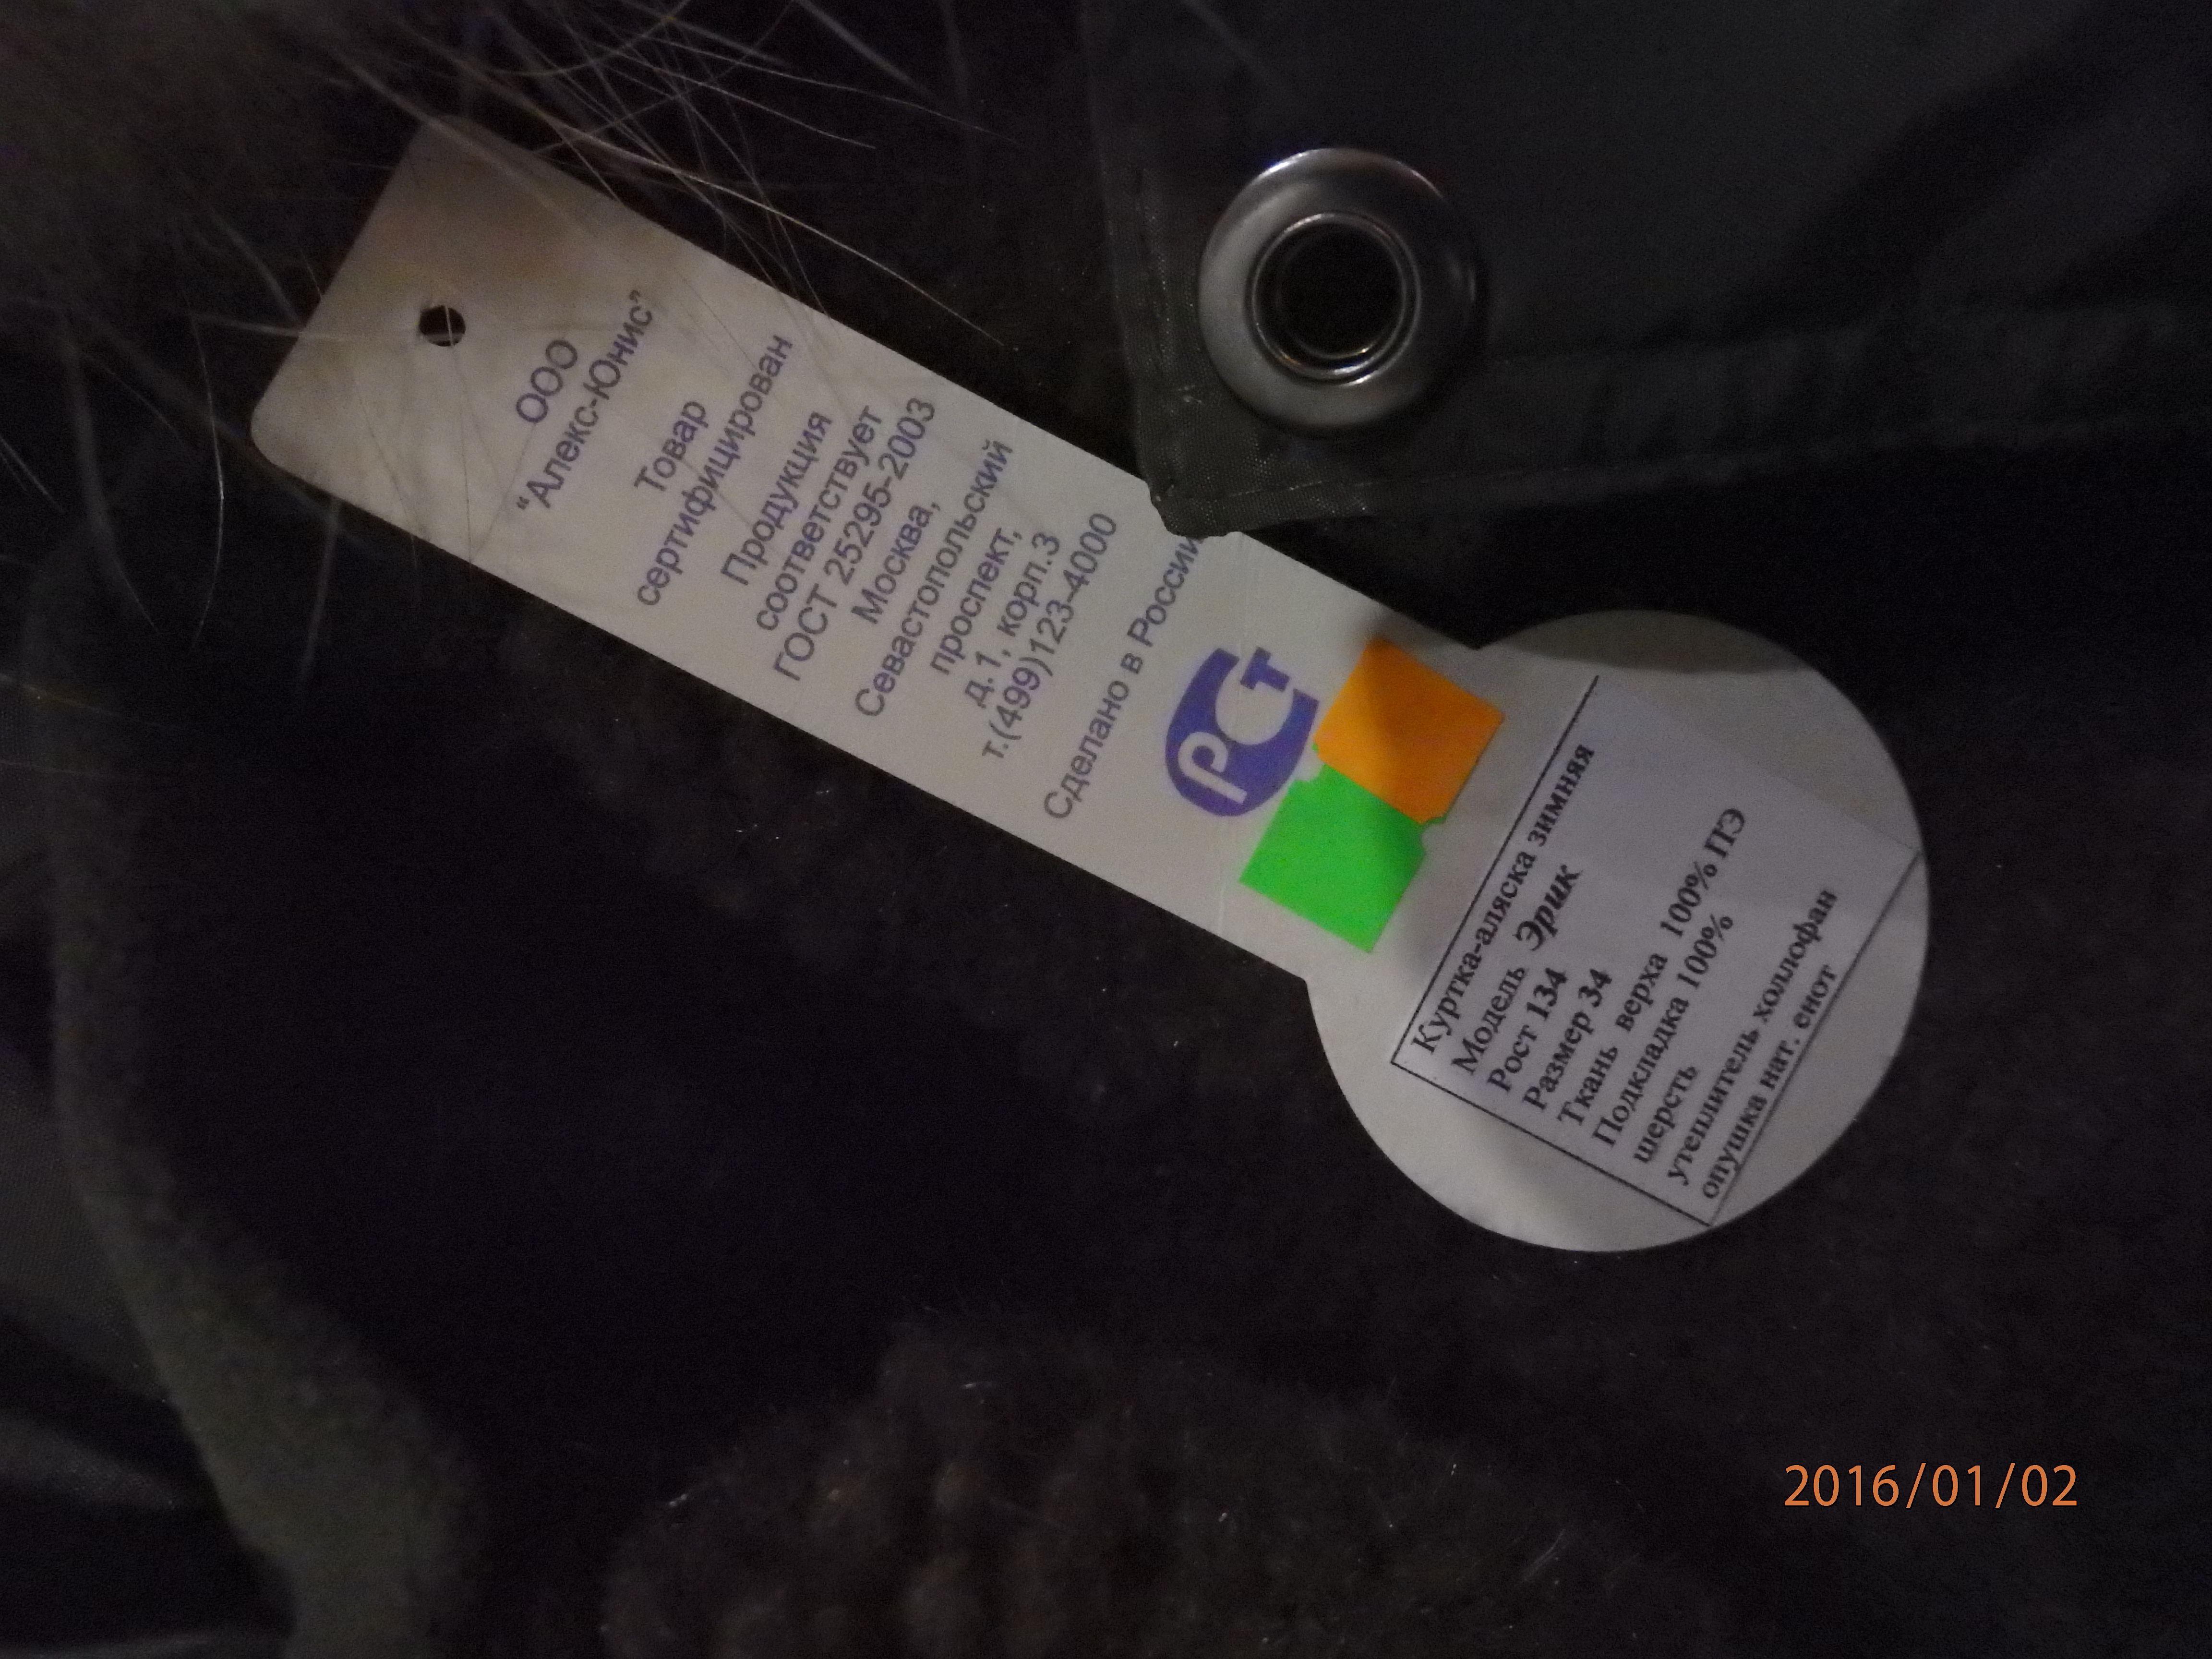 ООО
“Алекс-Юнис”
Товар
сертифицирован
Продукция
соответствует
ГОСТ 25295-2003
Москва,
Севастопольский
проспект,
д.1, корп.3
т.(499)123-4000
Сделано в России
РСТ
Куртка-аляска зимняя
Модель Эрик
Рост 134
Размер 34
Ткань верха 100% ПЭ
Подкладка 100%
шерсть
утеплитель холлофан
опушка нат. енот
2016/01/02